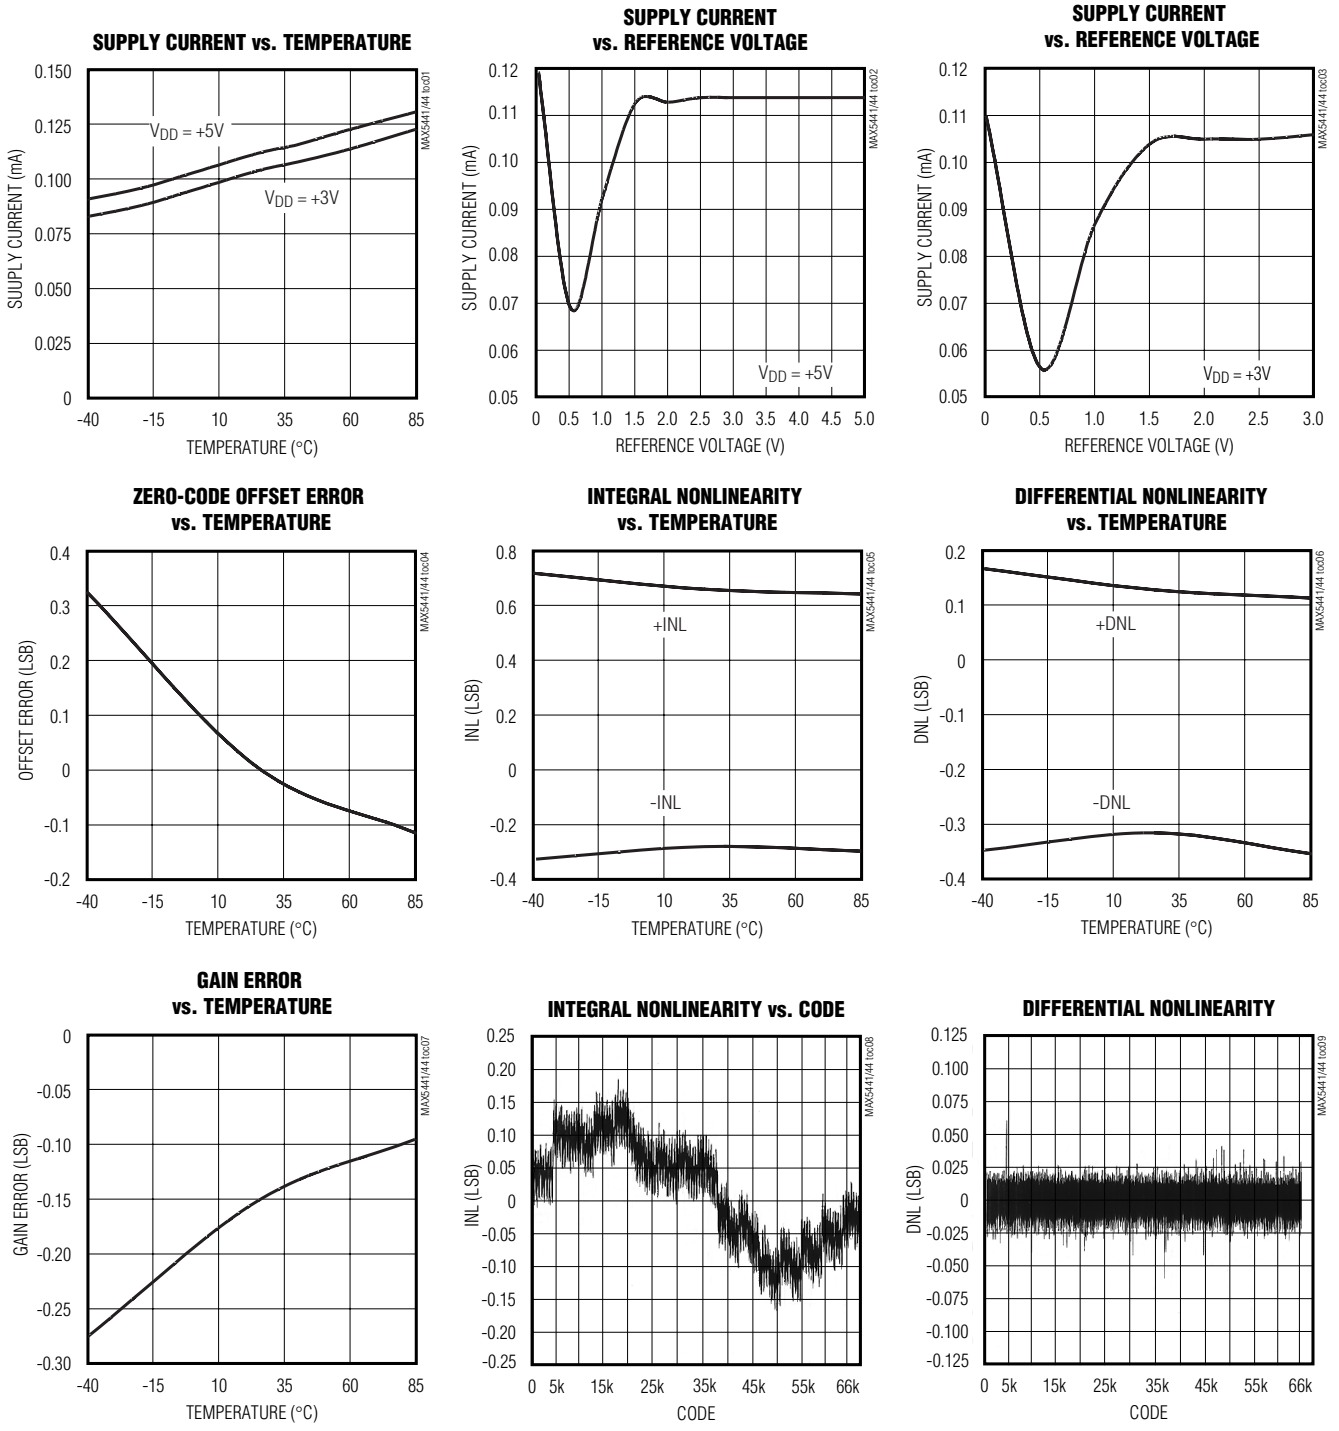 SUPPLY CURRENT vs. TEMPERATURE
0.150
0.125
0.100
0.075
0.050
0.025
0
SUUPLY CURRENT (mA)
VDD = +5V
VDD = +3V
MAX5441/44 toc01
-40 -15 10 35 60 85
TEMPERATURE (°C)
SUPPLY CURRENT
vs. REFERENCE VOLTAGE
0.12
0.11
0.10
0.09
0.08
0.07
0.06
0.05
SUPPLY CURRENT (mA)
VDD = +5V
MAX5441/44 toc02
0 0.5 1.0 1.5 2.0 2.5 3.0 3.5 4.0 4.5 5.0
REFERENCE VOLTAGE (V)
SUPPLY CURRENT
vs. REFERENCE VOLTAGE
0.12
0.11
0.10
0.09
0.08
0.07
0.06
0.05
SUPPLY CURRENT (mA)
VDD = +3V
MAX5441/44 toc03
0 0.5 1.0 1.5 2.0 2.5 3.0
REFERENCE VOLTAGE (V)
ZERO-CODE OFFSET ERROR
vs. TEMPERATURE
0.4
0.3
0.2
0.1
0
-0.1
-0.2
OFFSET ERROR (LSB)
MAX5441/44 toc04
-40 -15 10 35 60 85
TEMPERATURE (°C)
INTEGRAL NONLINEARITY
vs. TEMPERATURE
0.8
0.6
0.4
0.2
0
-0.2
-0.4
INL (LSB)
+INL
-INL
MAX5441/44 toc05
-40 -15 10 35 60 85
TEMPERATURE (°C)
DIFFERENTIAL NONLINEARITY
vs. TEMPERATURE
0.2
0.1
0
-0.1
-0.2
-0.3
-0.4
DNL (LSB)
+DNL
-DNL
MAX5441/44 toc06
-40 -15 10 35 60 85
TEMPERATURE (°C)
GAIN ERROR
vs. TEMPERATURE
0
-0.05
-0.10
-0.15
-0.20
-0.25
-0.30
GAIN ERROR (LSB)
MAX5441/44 toc07
-40 -15 10 35 60 85
TEMPERATURE (°C)
INTEGRAL NONLINEARITY vs. CODE
0.25
0.20
0.15
0.10
0.05
0
-0.05
-0.10
-0.15
-0.20
-0.25
INL (LSB)
MAX5441/44 toc08
0 5k 15k 25k 35k 45k 55k 66k
CODE
DIFFERENTIAL NONLINEARITY
0.125
0.100
0.075
0.050
0.025
0
-0.025
-0.050
-0.075
-0.100
-0.125
DNL (LSB)
MAX5441/44 toc09
0 5k 15k 25k 35k 45k 55k 66k
CODE